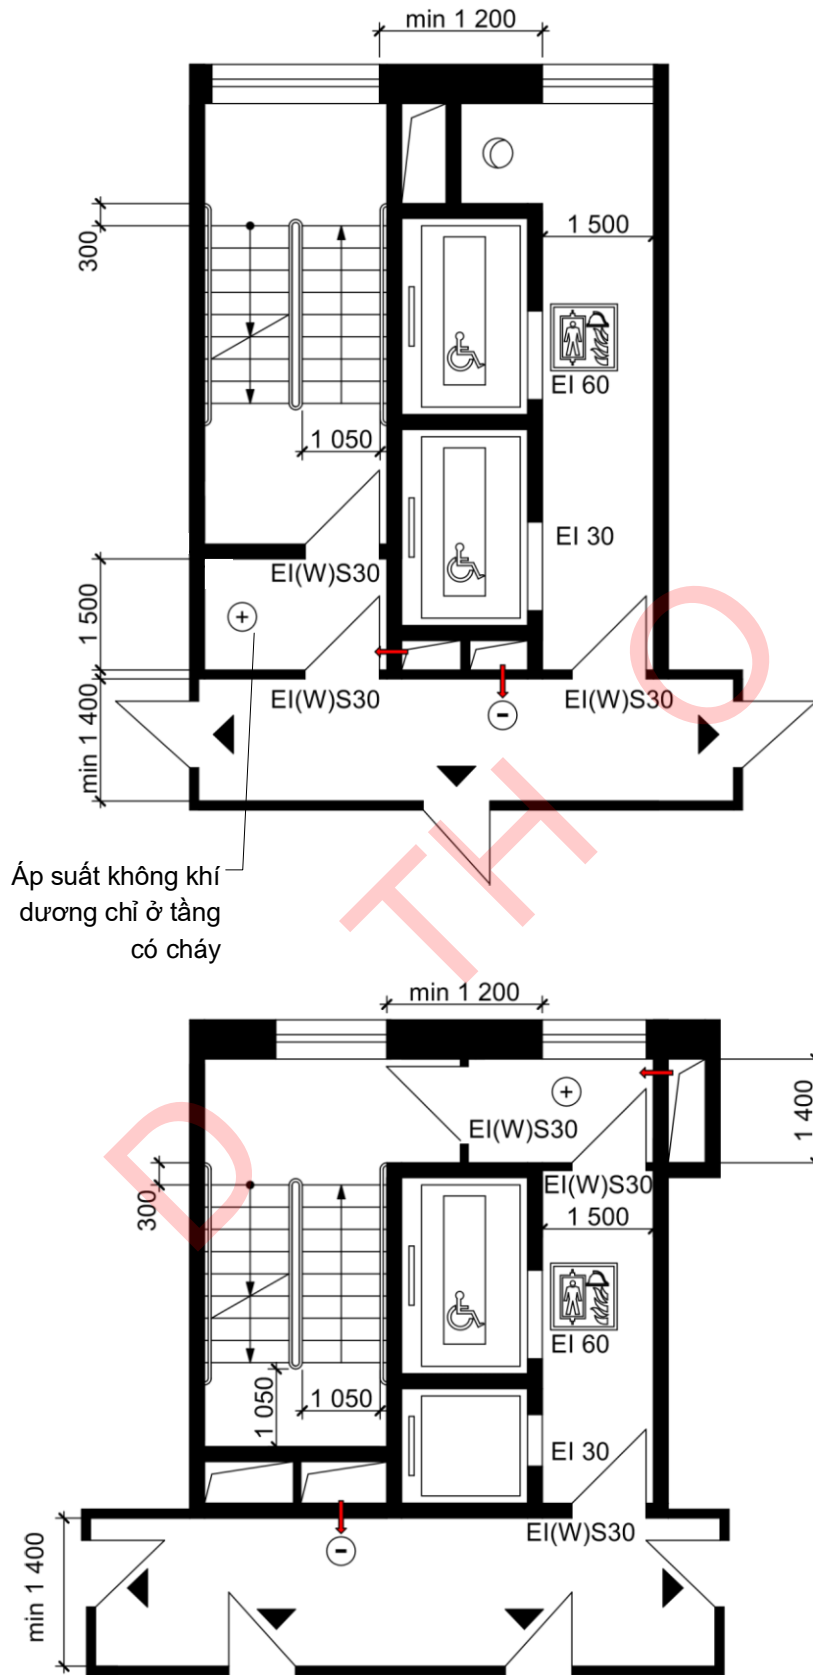 min 1 200
300
1 500
EI 60
1 050
EI 30
EI(W)S30
1 500
+
EI(W)S30
EI(W)S30
min 1 400
-
Áp suất không khí
dương chỉ ở tầng
có cháy
D TH O
min 1 200
+
EI(W)S30
1 400
EI(W)S30
300
1 500
EI 60
1 050
1 050
EI 30
EI(W)S30
min 1 400
-